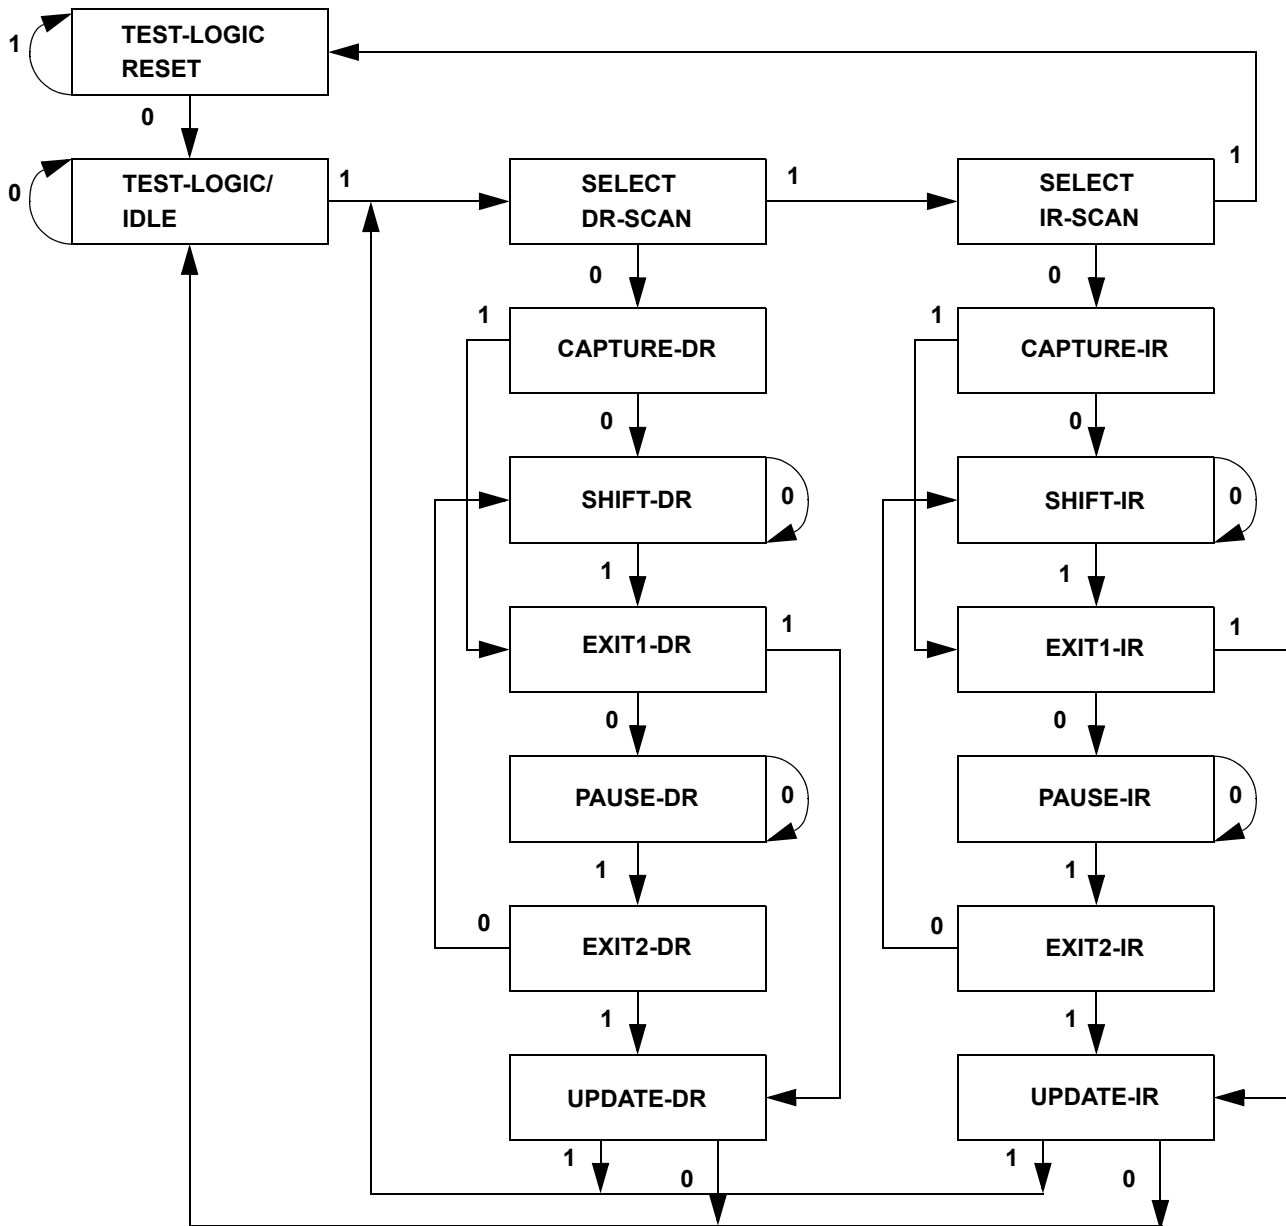 TEST-LOGIC
RESET
1
0
TEST-LOGIC/
IDLE
0
1
SELECT
DR-SCAN
1
SELECT
IR-SCAN
1
0
0
1
CAPTURE-DR
1
CAPTURE-IR
0
0
SHIFT-DR
0
SHIFT-IR
0
1
1
EXIT1-DR
1
EXIT1-IR
1
0
0
PAUSE-DR
0
PAUSE-IR
0
1
1
0
EXIT2-DR
0
EXIT2-IR
1
1
UPDATE-DR
UPDATE-IR
1
0
1
0